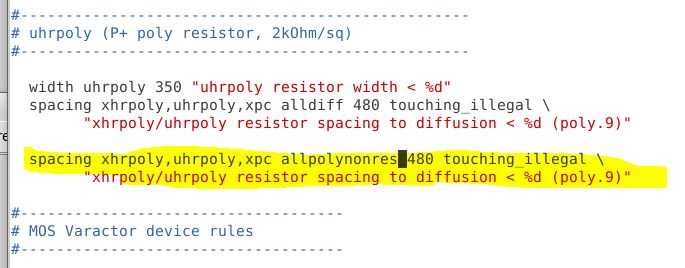 #--------------------------------------------------
# uhrpoly (P+ poly resistor, 2kOhm/sq)
#--------------------------------------------------
width uhrpoly 350 "uhrpoly resistor width < %d"
spacing xhrpoly,uhrpoly,xpc alldiff 480 touching_illegal \
"xhrpoly/uhrpoly resistor spacing to diffusion < %d (poly.9)"
spacing xhrpoly,uhrpoly,xpc allpolynonres 480 touching_illegal \
"xhrpoly/uhrpoly resistor spacing to diffusion < %d (poly.9)"
#-----------------------------------
# MOS Varactor device rules
#-----------------------------------